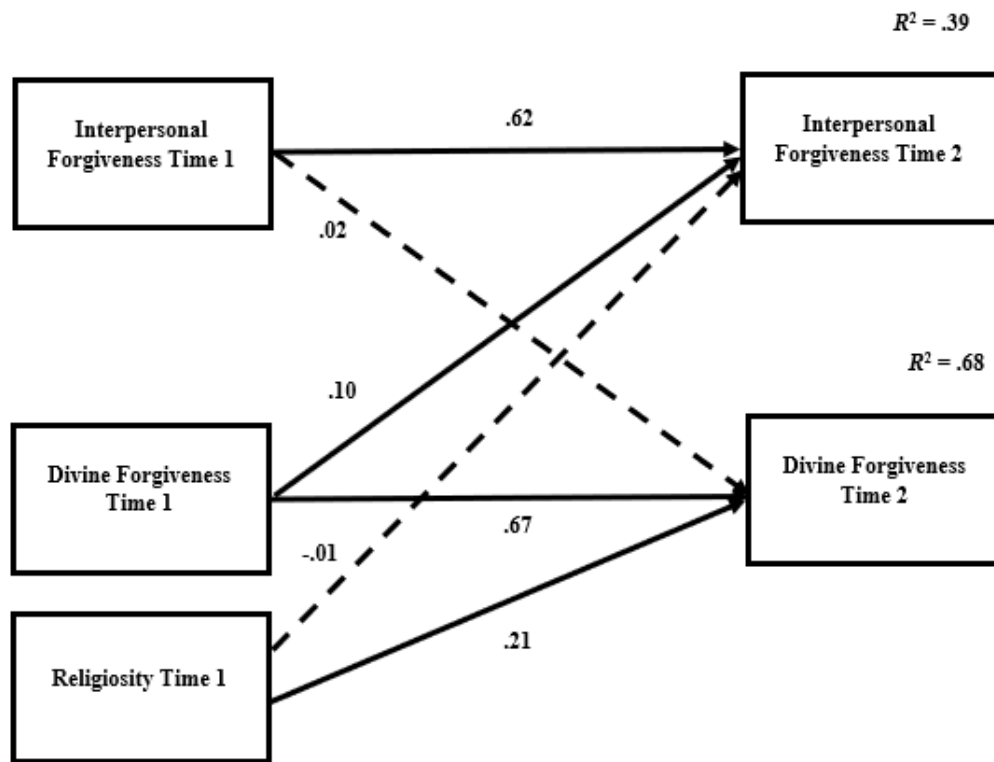 R² = .39
Interpersonal
Forgiveness Time 1
.62
Interpersonal
Forgiveness Time 2
.02
R² = .68
.10
Divine Forgiveness
Time 1
Divine Forgiveness
Time 2
.67
-.01
.21
Religiosity Time 1